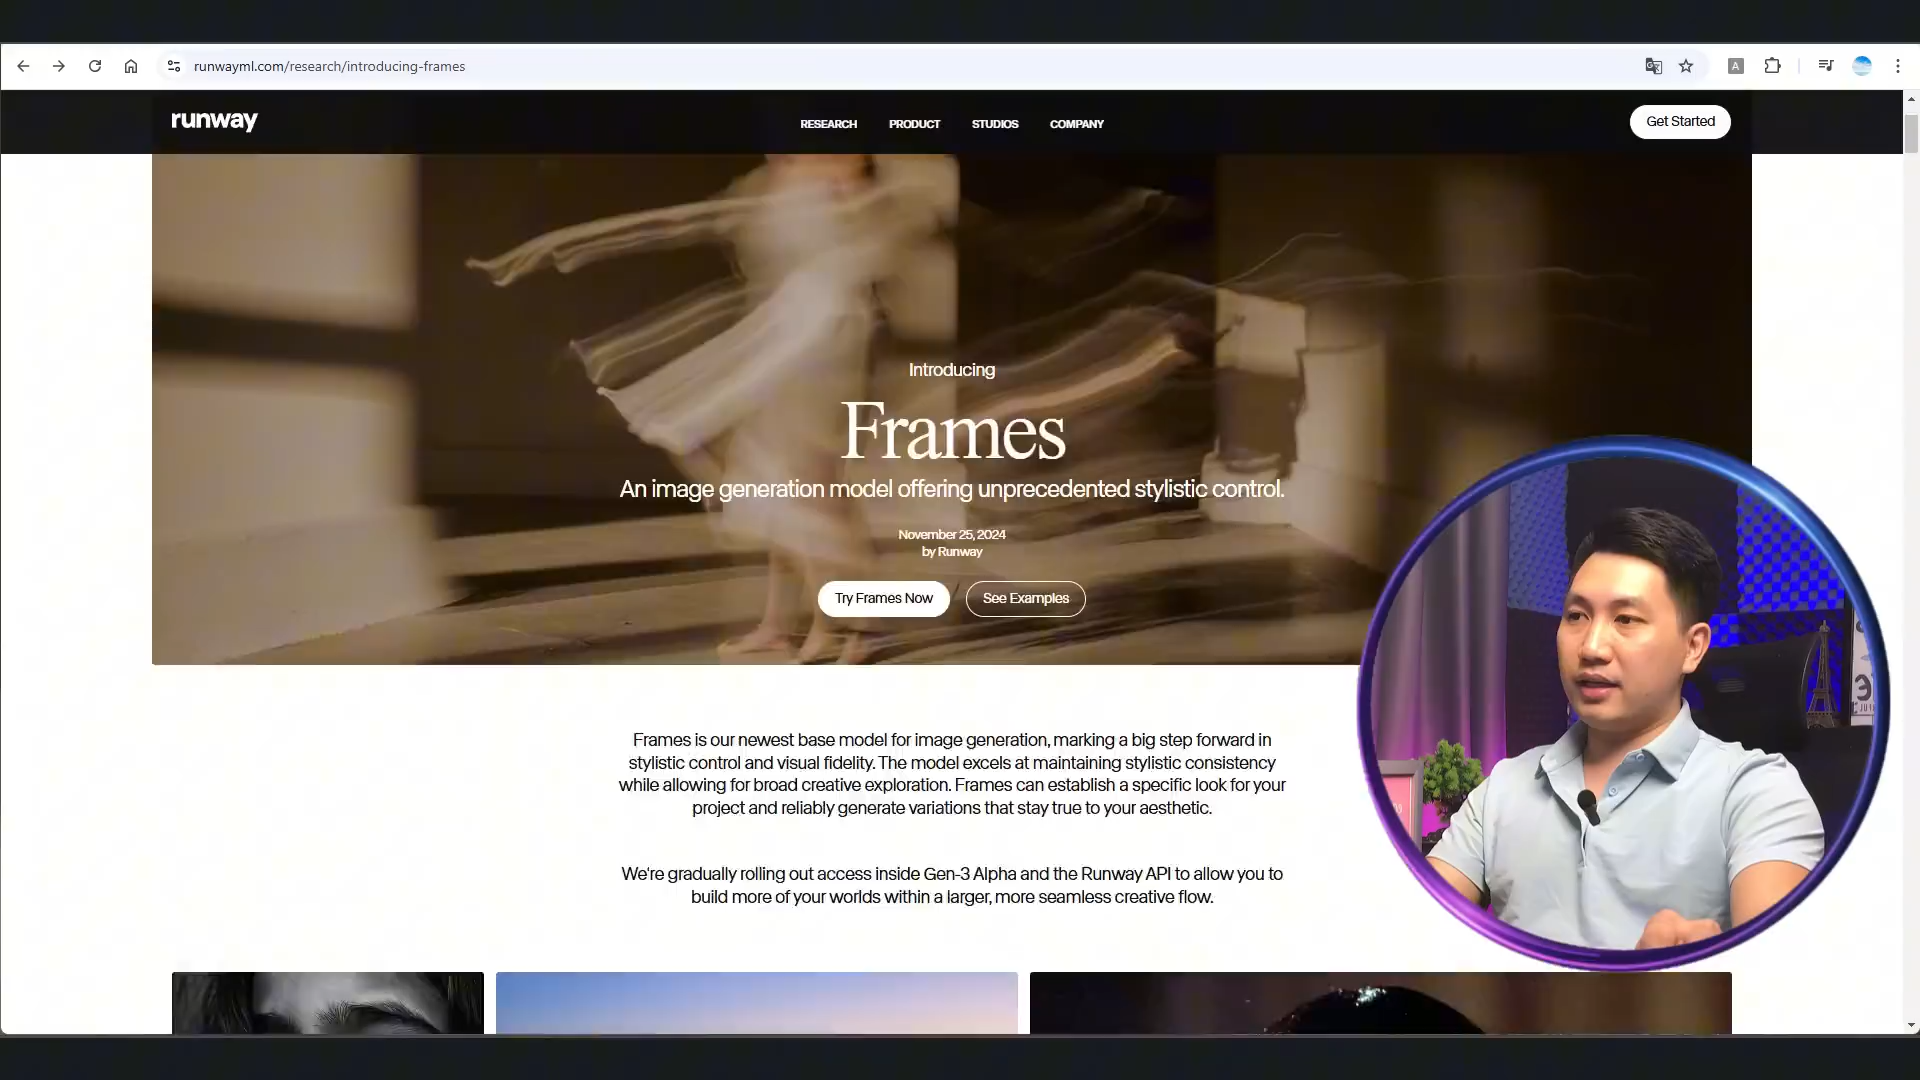 runwayml.com/research/introducing-frames
A
runway
RESEARCH
PRODUCT
STUDIOS
COMPANY
Get Started
Introducing
Frames
An image generation model offering unprecedented stylistic control.
November 25, 2024
by Runway
Try Frames Now
See Examples
Frames is our newest base model for image generation, marking a big step forward in
stylistic control and visual fidelity. The model excels at maintaining stylistic consistency
while allowing for broad creative exploration. Frames can establish a specific look for your
project and reliably generate variations that stay true to your aesthetic.
We're gradually rolling out access inside Gen-3 Alpha and the Runway API to allow you to
build more of your worlds within a larger, more seamless creative flow.